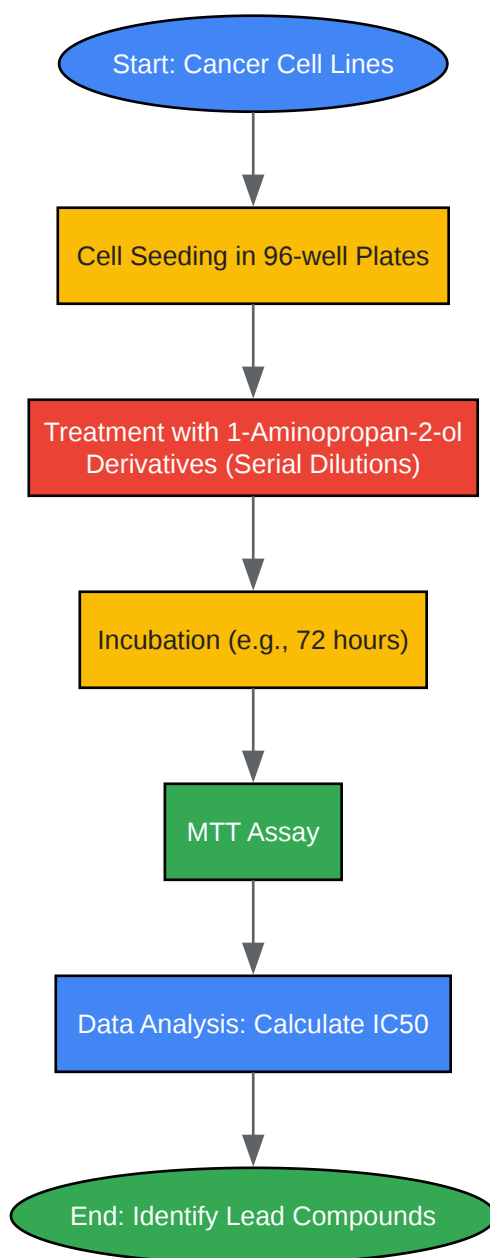 Start: Cancer Cell Lines
Cell Seeding in 96-well Plates
Treatment with 1-Aminopropan-2-ol
Derivatives (Serial Dilutions)
Incubation (e.g., 72 hours)
MTT Assay
Data Analysis: Calculate IC50
End: Identify Lead Compounds